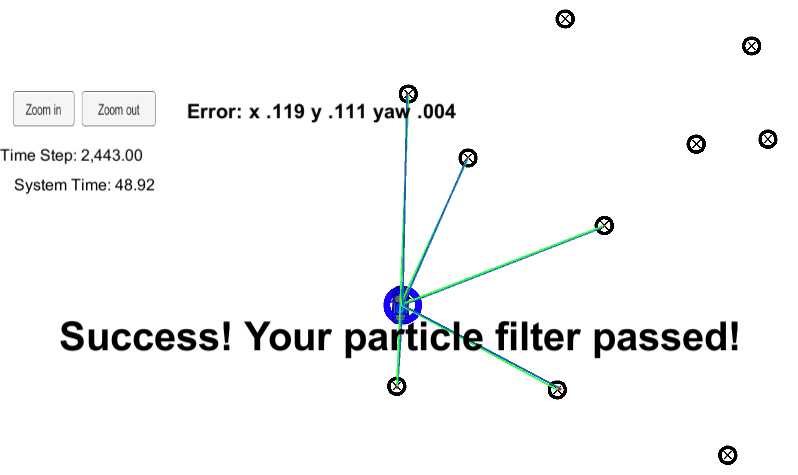 Zoom in
Zoom out
Error: x .119 y .111 yaw .004
Time Step: 2,443.00
System Time: 48.92
Success! Your particle filter passed!